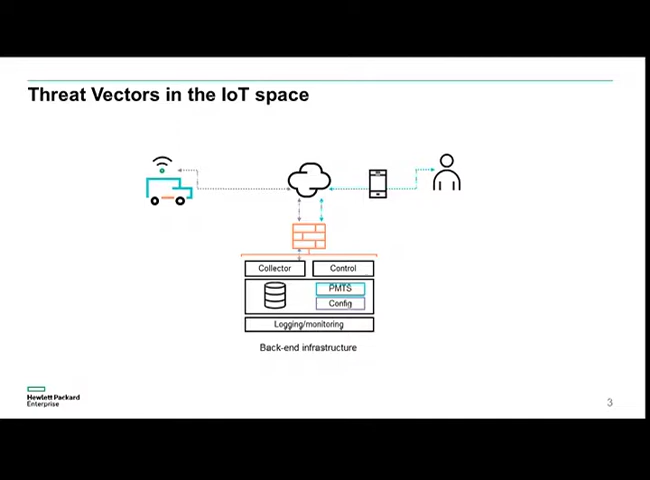 Threat Vectors in the IoT space
Collector
Control
PMTS
Config
Logging/monitoring
Back-end infrastructure
Hewlett Packard
Enterprise
3